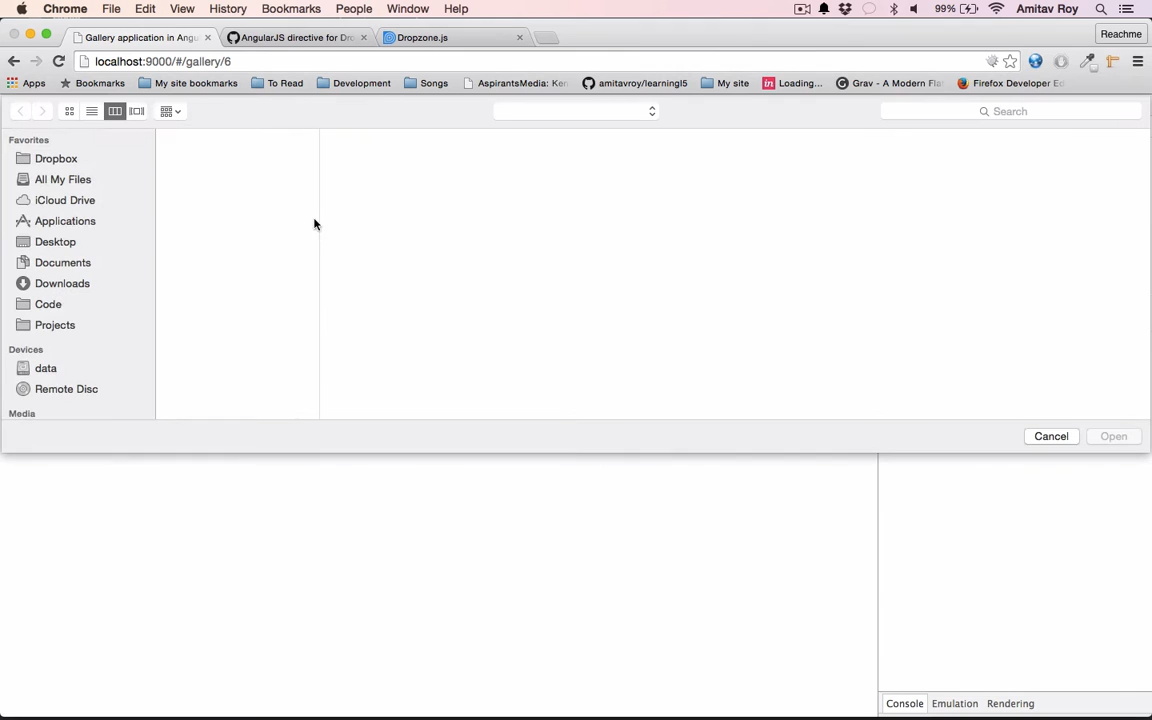 Chrome File Edit View History Bookmarks People Window Help 99% Amitav Roy
Gallery application in Angu AngularJS directive for Dro Dropzone.js Reachme
localhost:9000/#/gallery/6
Apps Bookmarks My site bookmarks To Read Development Songs AspirantsMedia: Ken amitavroy/learningl5 My site Loading... Grav - A Modern Flat Firefox Developer Ed
Search
Favorites
Dropbox
All My Files
iCloud Drive
Applications
Desktop
Documents
Downloads
Code
Projects
Devices
data
Remote Disc
Media
Cancel Open
Console Emulation Rendering